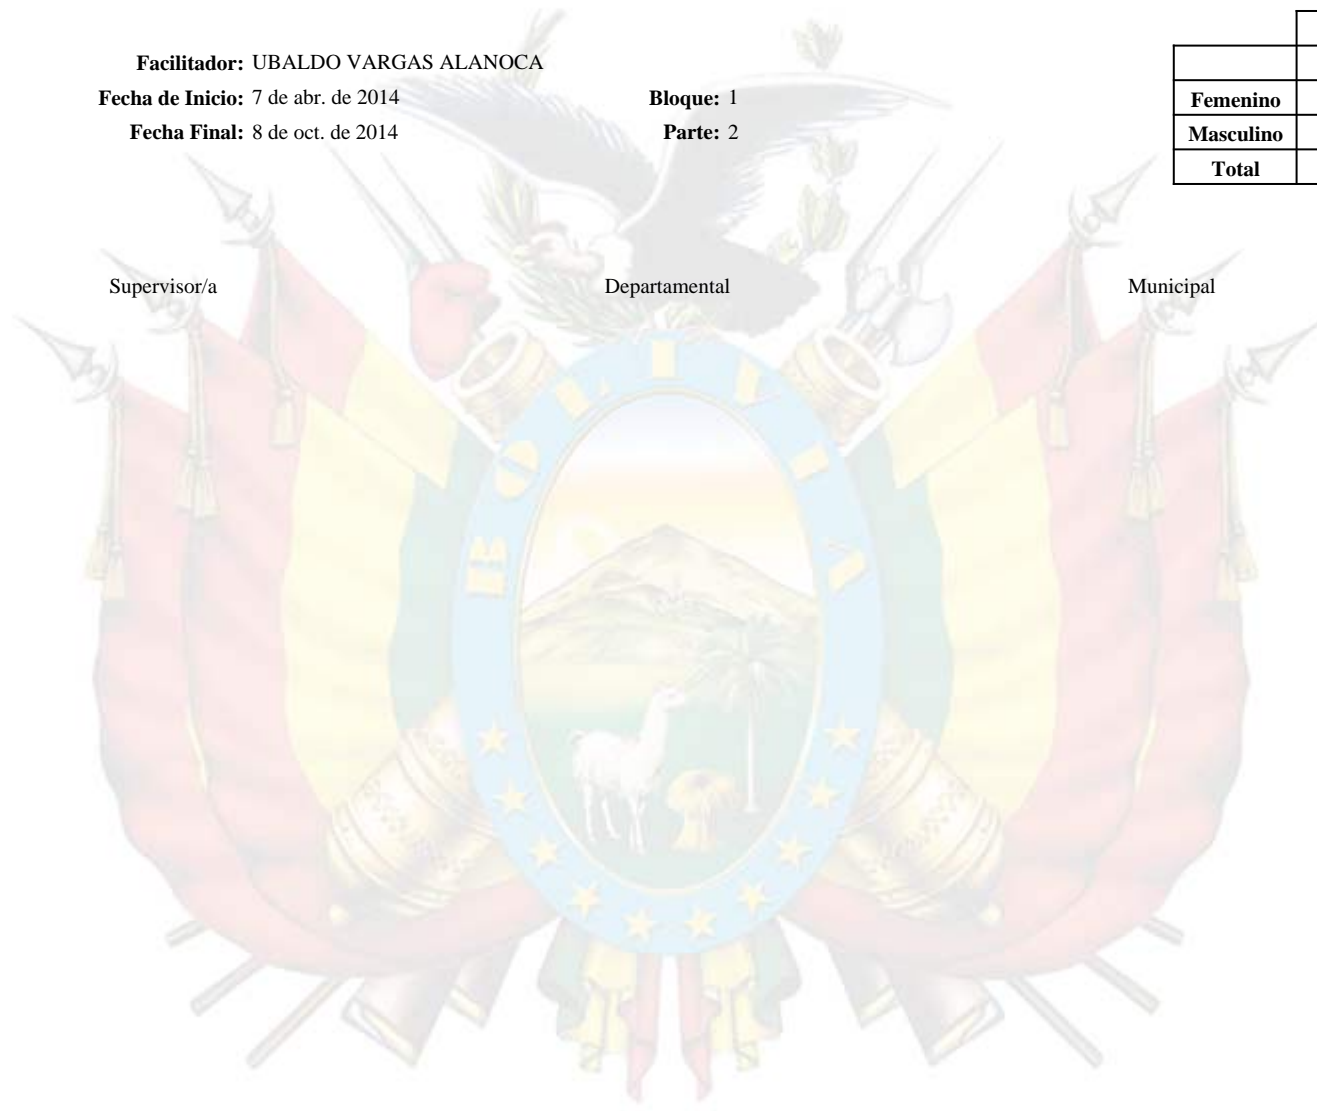 Facilitador: UBALDO VARGAS ALANOCA
Fecha de Inicio: 7 de abr. de 2014 Bloque: 1
Fecha Final: 8 de oct. de 2014 Parte: 2
Femenino
Masculino
Total
Supervisor/a Departamental Municipal
BOLIVIA